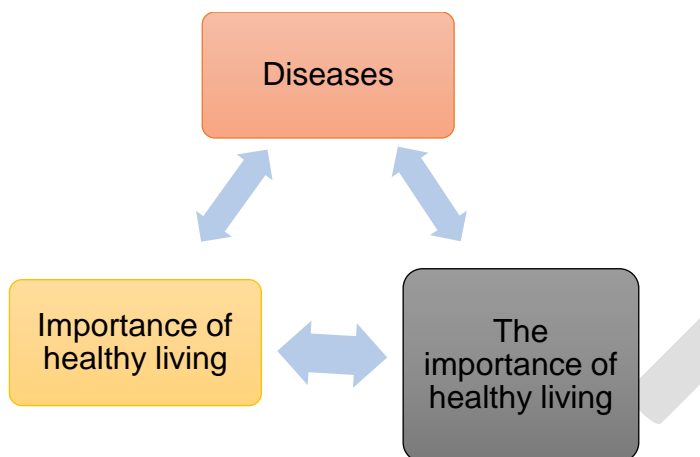 Diseases
Importance of
healthy living
The
importance of
healthy living